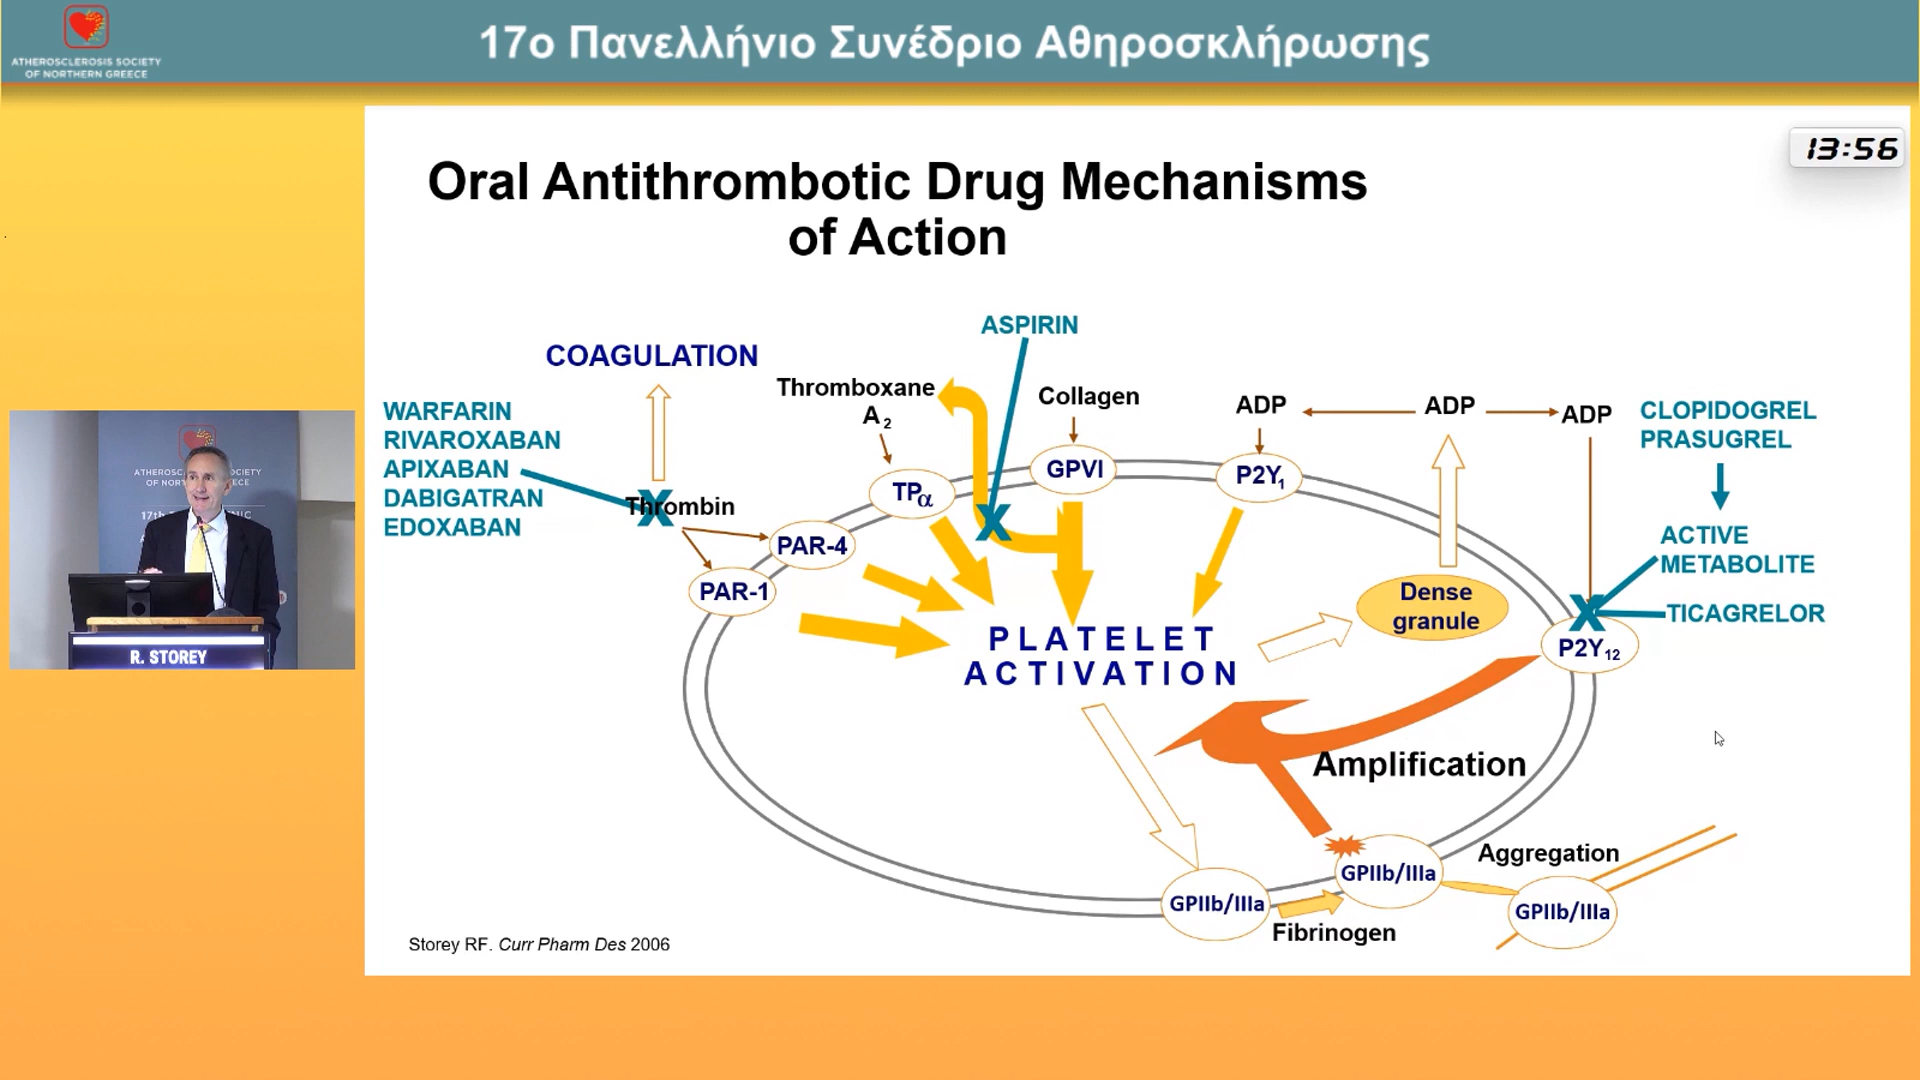 ATHEROSCLEROSIS SOCIETY
OF NORTHERN GREECE
17ο Πανελλήνιο Συνέδριο Αθηροσκλήρωσης
13:56
Oral Antithrombotic Drug Mechanisms
of Action
ASPIRIN
COAGULATION
Thromboxane
A2
Collagen
ADP
ADP
ADP
CLOPIDOGREL
PRASUGREL
WARFARIN
RIVAROXABAN
APIXABAN
DABIGATRAN
EDOXABAN
Thrombin
TPα
GPVI
P2Y1
PAR-4
PAR-1
ACTIVE
METABOLITE
TICAGRELOR
Dense
granule
P2Y12
PLATELET
ACTIVATION
Amplification
Aggregation
GPIIb/IIIa
GPIIb/IIIa
GPIIb/IIIa
Fibrinogen
Storey RF. Curr Pharm Des 2006
R. STOREY